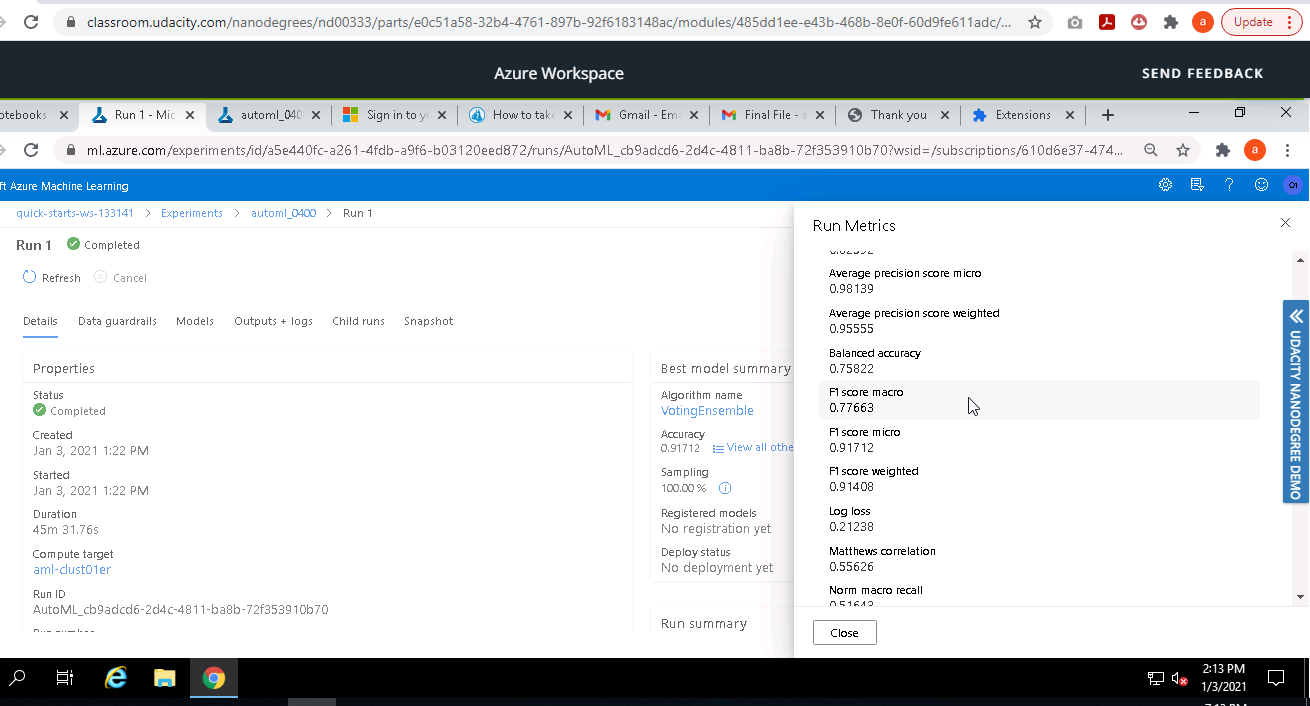 classroom.udacity.com/nanodegrees/nd00333/parts/e0c51a58-32b4-4761-897b-92f6183148ac/modules/485dd1ee-e43b-468b-8e0f-60d9fe611adc/...
a
Update
Azure Workspace
SEND FEEDBACK
otebooks
Run 1 - Mic
automl_040
Sign in to y
How to take
Gmail - Ema
Final File - a
Thank you
Extensions
ml.azure.com/experiments/id/a5e440fc-a261-4fdb-a9f6-b03120eed872/runs/AutoML_cb9adcd6-2d4c-4811-ba8b-72f353910b70?wsid=/subscriptions/610d6e37-474...
a
ft Azure Machine Learning
quick-starts-ws-133141 > Experiments > automl_0400 > Run 1
Run 1 Completed
Refresh Cancel
Details Data guardrails Models Outputs + logs Child runs Snapshot
Properties
Status
Completed
Created
Jan 3, 2021 1:22 PM
Started
Jan 3, 2021 1:22 PM
Duration
45m 31.76s
Compute target
aml-clust01er
Run ID
AutoML_cb9adcd6-2d4c-4811-ba8b-72f353910b70
Best model summary
Algorithm name
VotingEnsemble
Accuracy
0.91712 View all othe
Sampling
100.00 %
Registered models
No registration yet
Deploy status
No deployment yet
Run summary
Run Metrics
Average precision score micro
0.98139
Average precision score weighted
0.95555
Balanced accuracy
0.75822
F1 score macro
0.77663
F1 score micro
0.91712
F1 score weighted
0.91408
Log loss
0.21238
Matthews correlation
0.55626
Norm macro recall
Close
UDACITY NANODEGREE DEMO
2:13 PM
1/3/2021